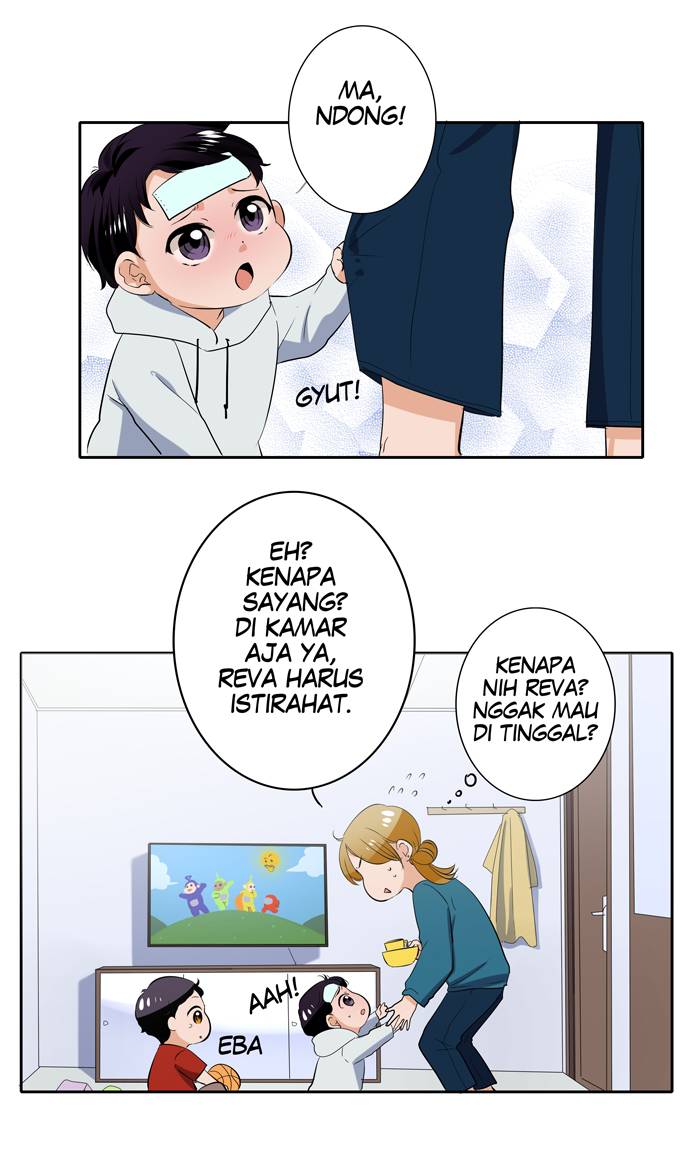 MA,
NDONG!
GYUT!
EH?
KENAPA
SAYANG?
DI KAMAR
AJA YA,
REVA HARUS
ISTIRAHAT.
KENAPA
NIH REVA?
NGGAK MAU
DI TINGGAL?
AAH!
EBA